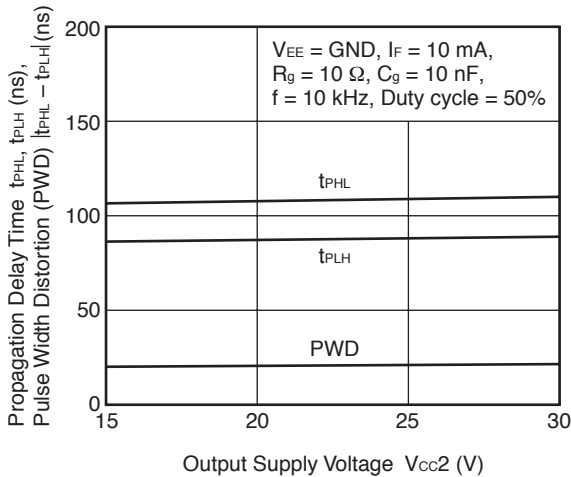 Propagation Delay Time tPHL, tPLH (ns),
Pulse Width Distortion (PWD) |tPHL – tPLH| (ns)
200
150
100
50
0
VEE = GND, IF = 10 mA,
Rg = 10 Ω, Cg = 10 nF,
f = 10 kHz, Duty cycle = 50%
tPHL
tPLH
PWD
15
20
25
30
Output Supply Voltage VCC2 (V)